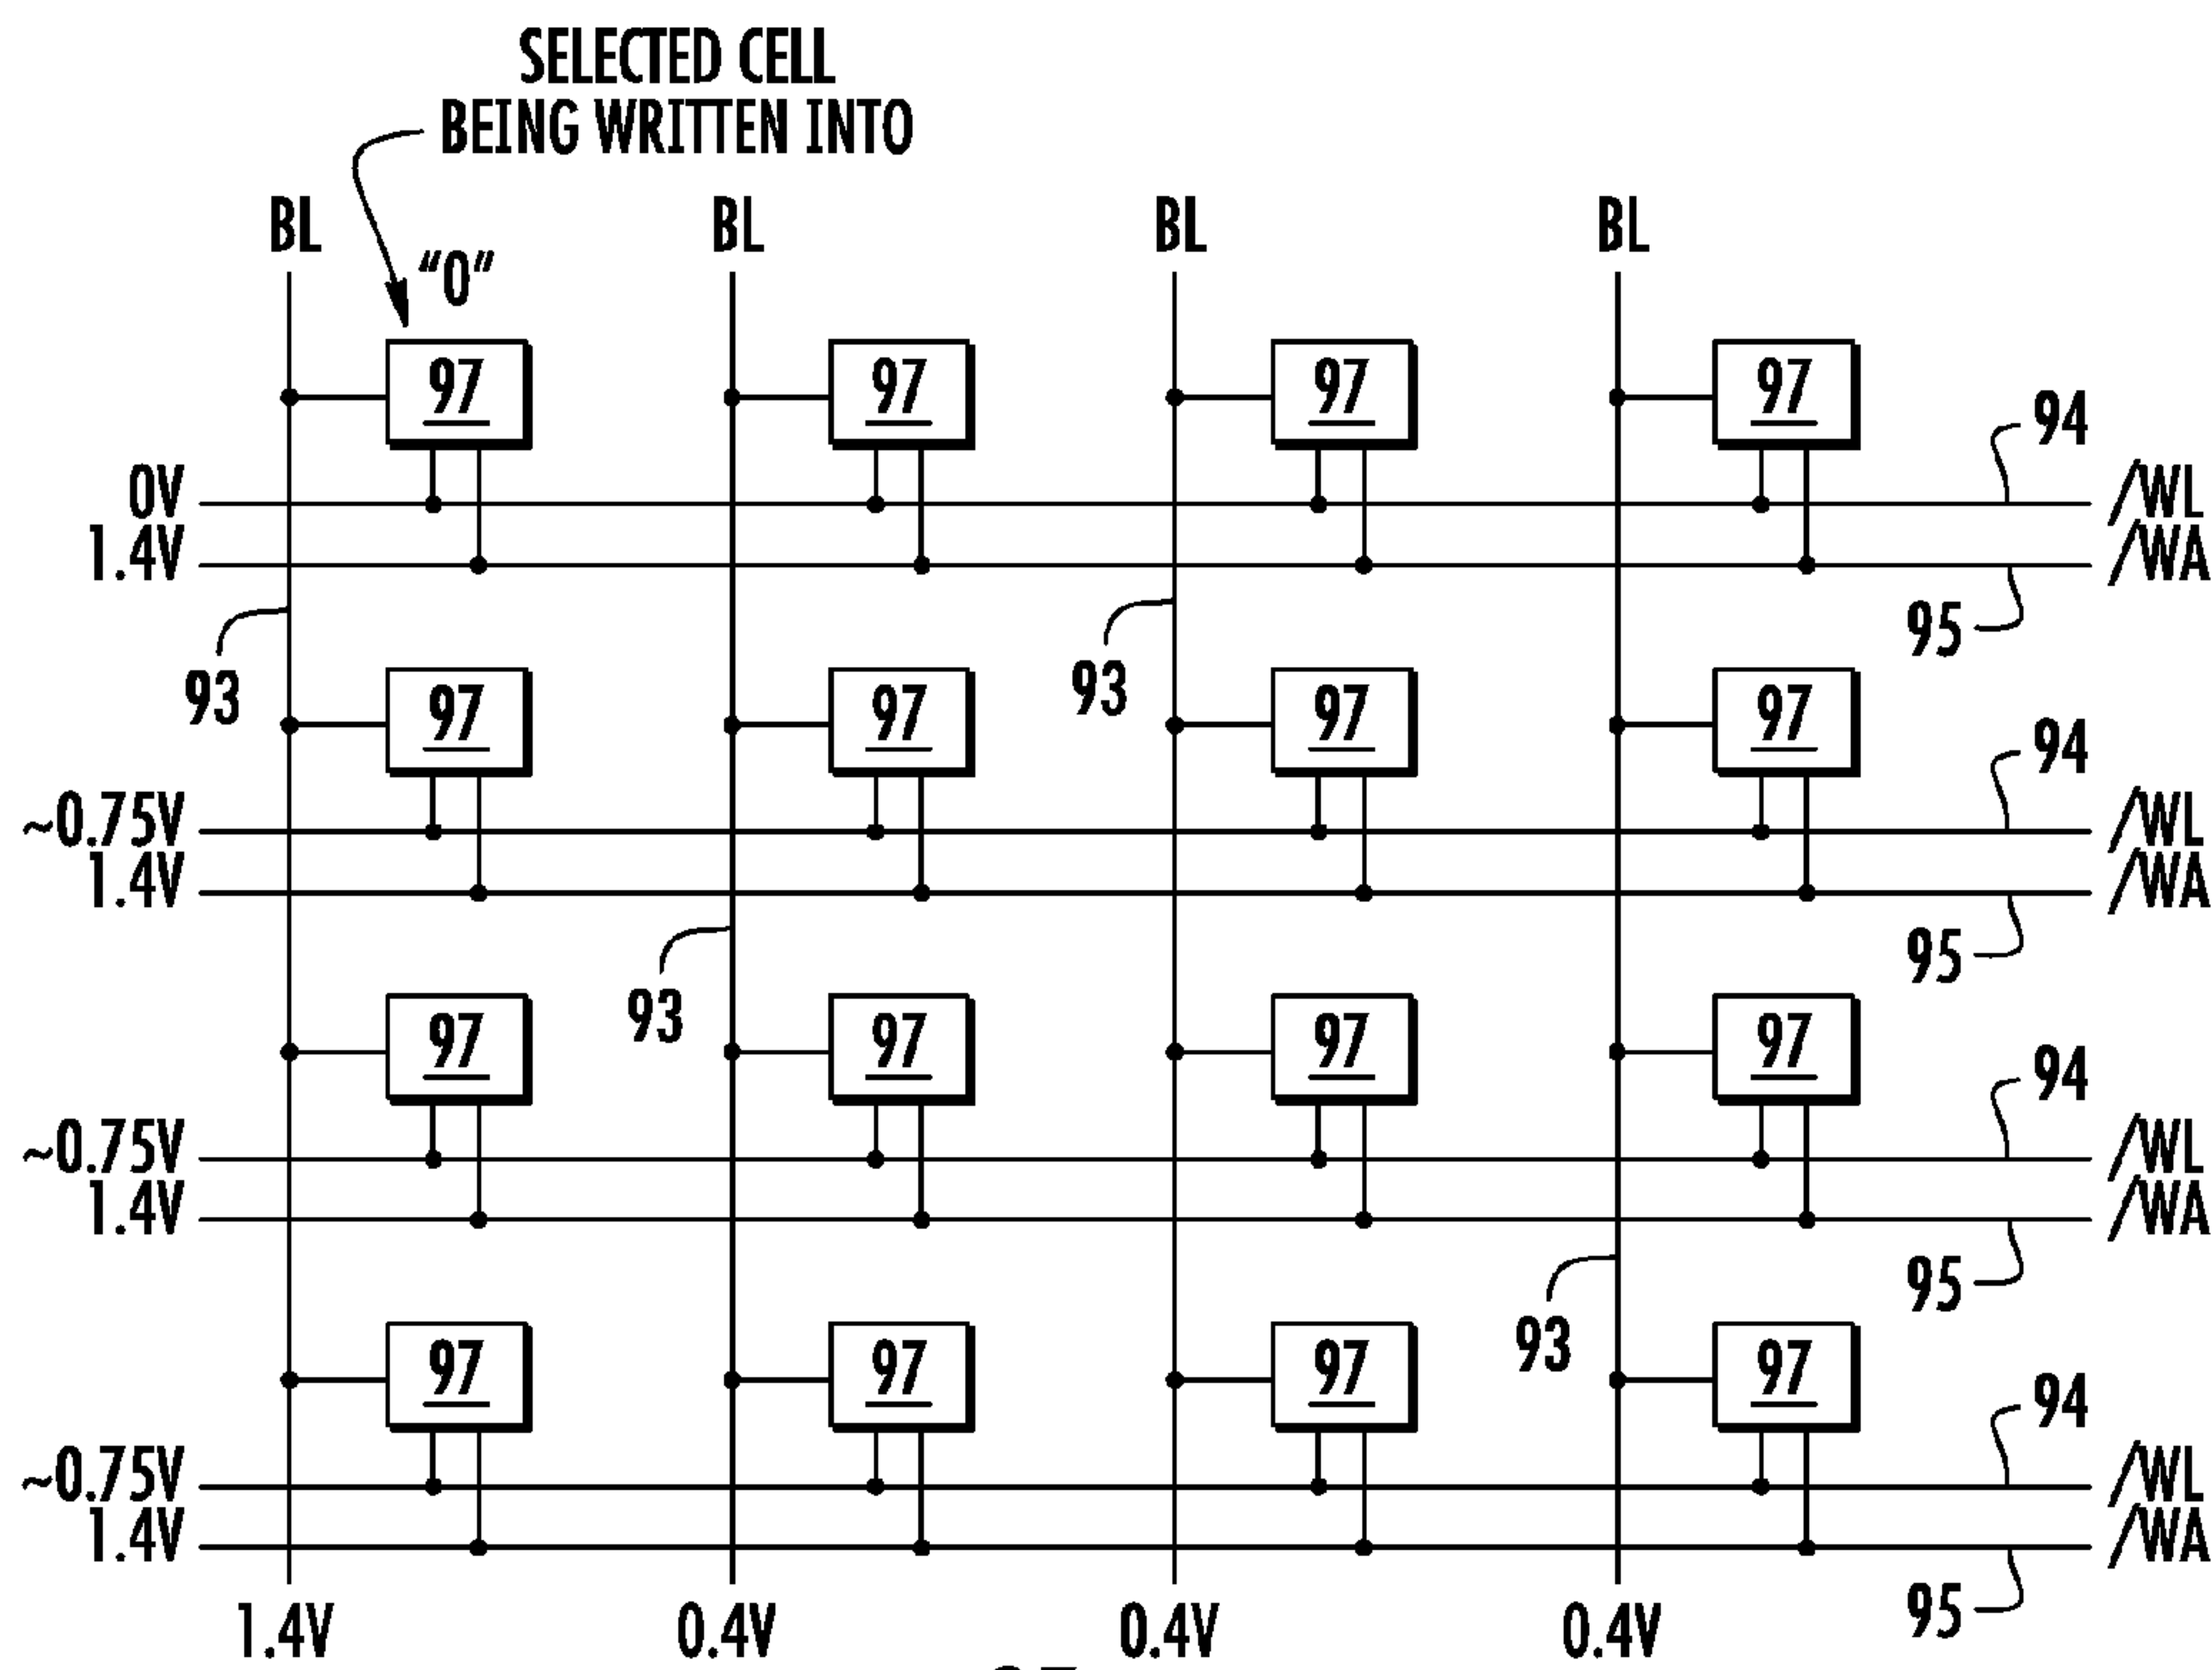 SELECTED CELL
BEING WRITTEN INTO
BL BL BL BL
"0"
97 97 97 97
94
0V /WL
1.4V /WA
95
93 93
97 97 97 97
94
~0.75V /WL
1.4V /WA
95
93
97 97 97 97
94
~0.75V /WL
1.4V /WA
95
93
97 97 97 97
94
~0.75V /WL
1.4V /WA
95
1.4V 0.4V 0.4V 0.4V